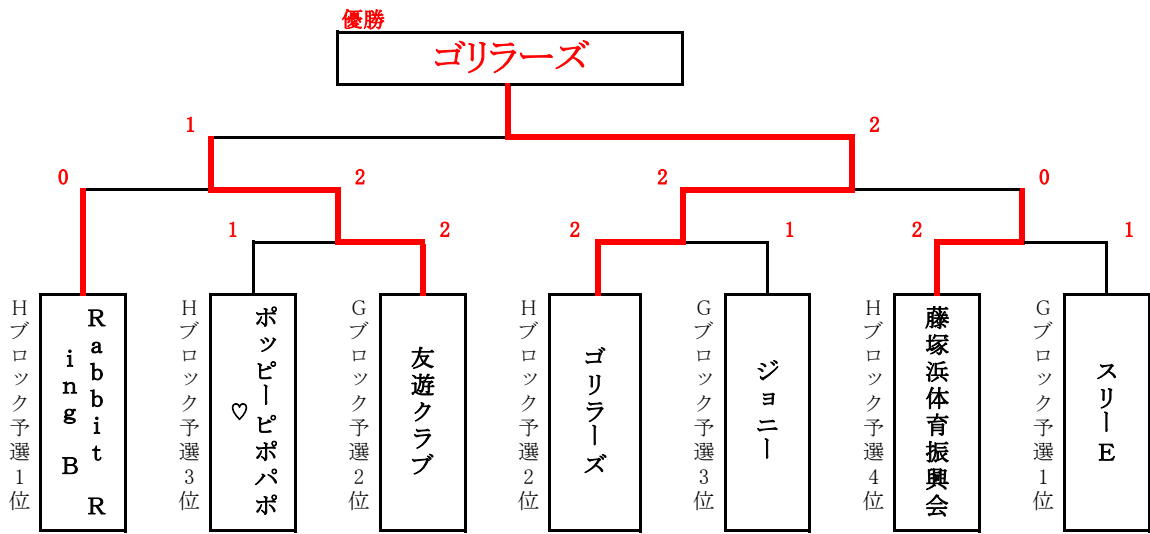 優勝
ゴリラーズ
1
2
0
2
2
0
1
2
2
1
2
1
Hブロック予選1位
Rabbit R
ing B
Hブロック予選3位
ポッピーピポパポ
♡
Gブロック予選2位
友遊クラブ
Hブロック予選2位
ゴリラーズ
Gブロック予選3位
ジョニー
Hブロック予選4位
藤塚浜体育振興会
Gブロック予選1位
スリーE